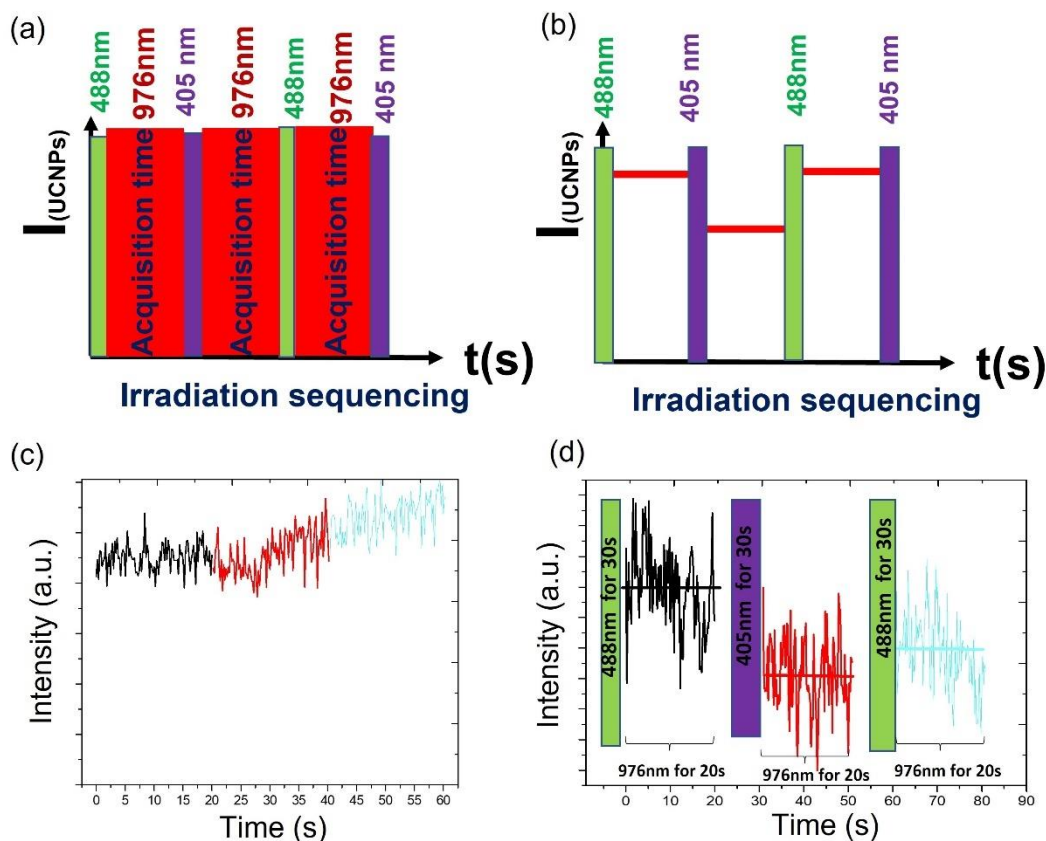 (a)
488nm
976nm
405 nm
976nm
488nm
976nm
405 nm
I(UCNPs)
Acquisition time
Acquisition time
Acquisition time
t(s)
Irradiation sequencing
(b)
488nm
405 nm
488nm
405 nm
I(UCNPs)
t(s)
Irradiation sequencing
(c)
Intensity (a.u.)
0 5 10 15 20 25 30 35 40 45 50 55 60
Time (s)
(d)
Intensity (a.u.)
488nm for 30s
405nm for 30s
488nm for 30s
976nm for 20s
976nm for 20s
976nm for 20s
0 10 20 30 40 50 60 70 80 90
Time (s)